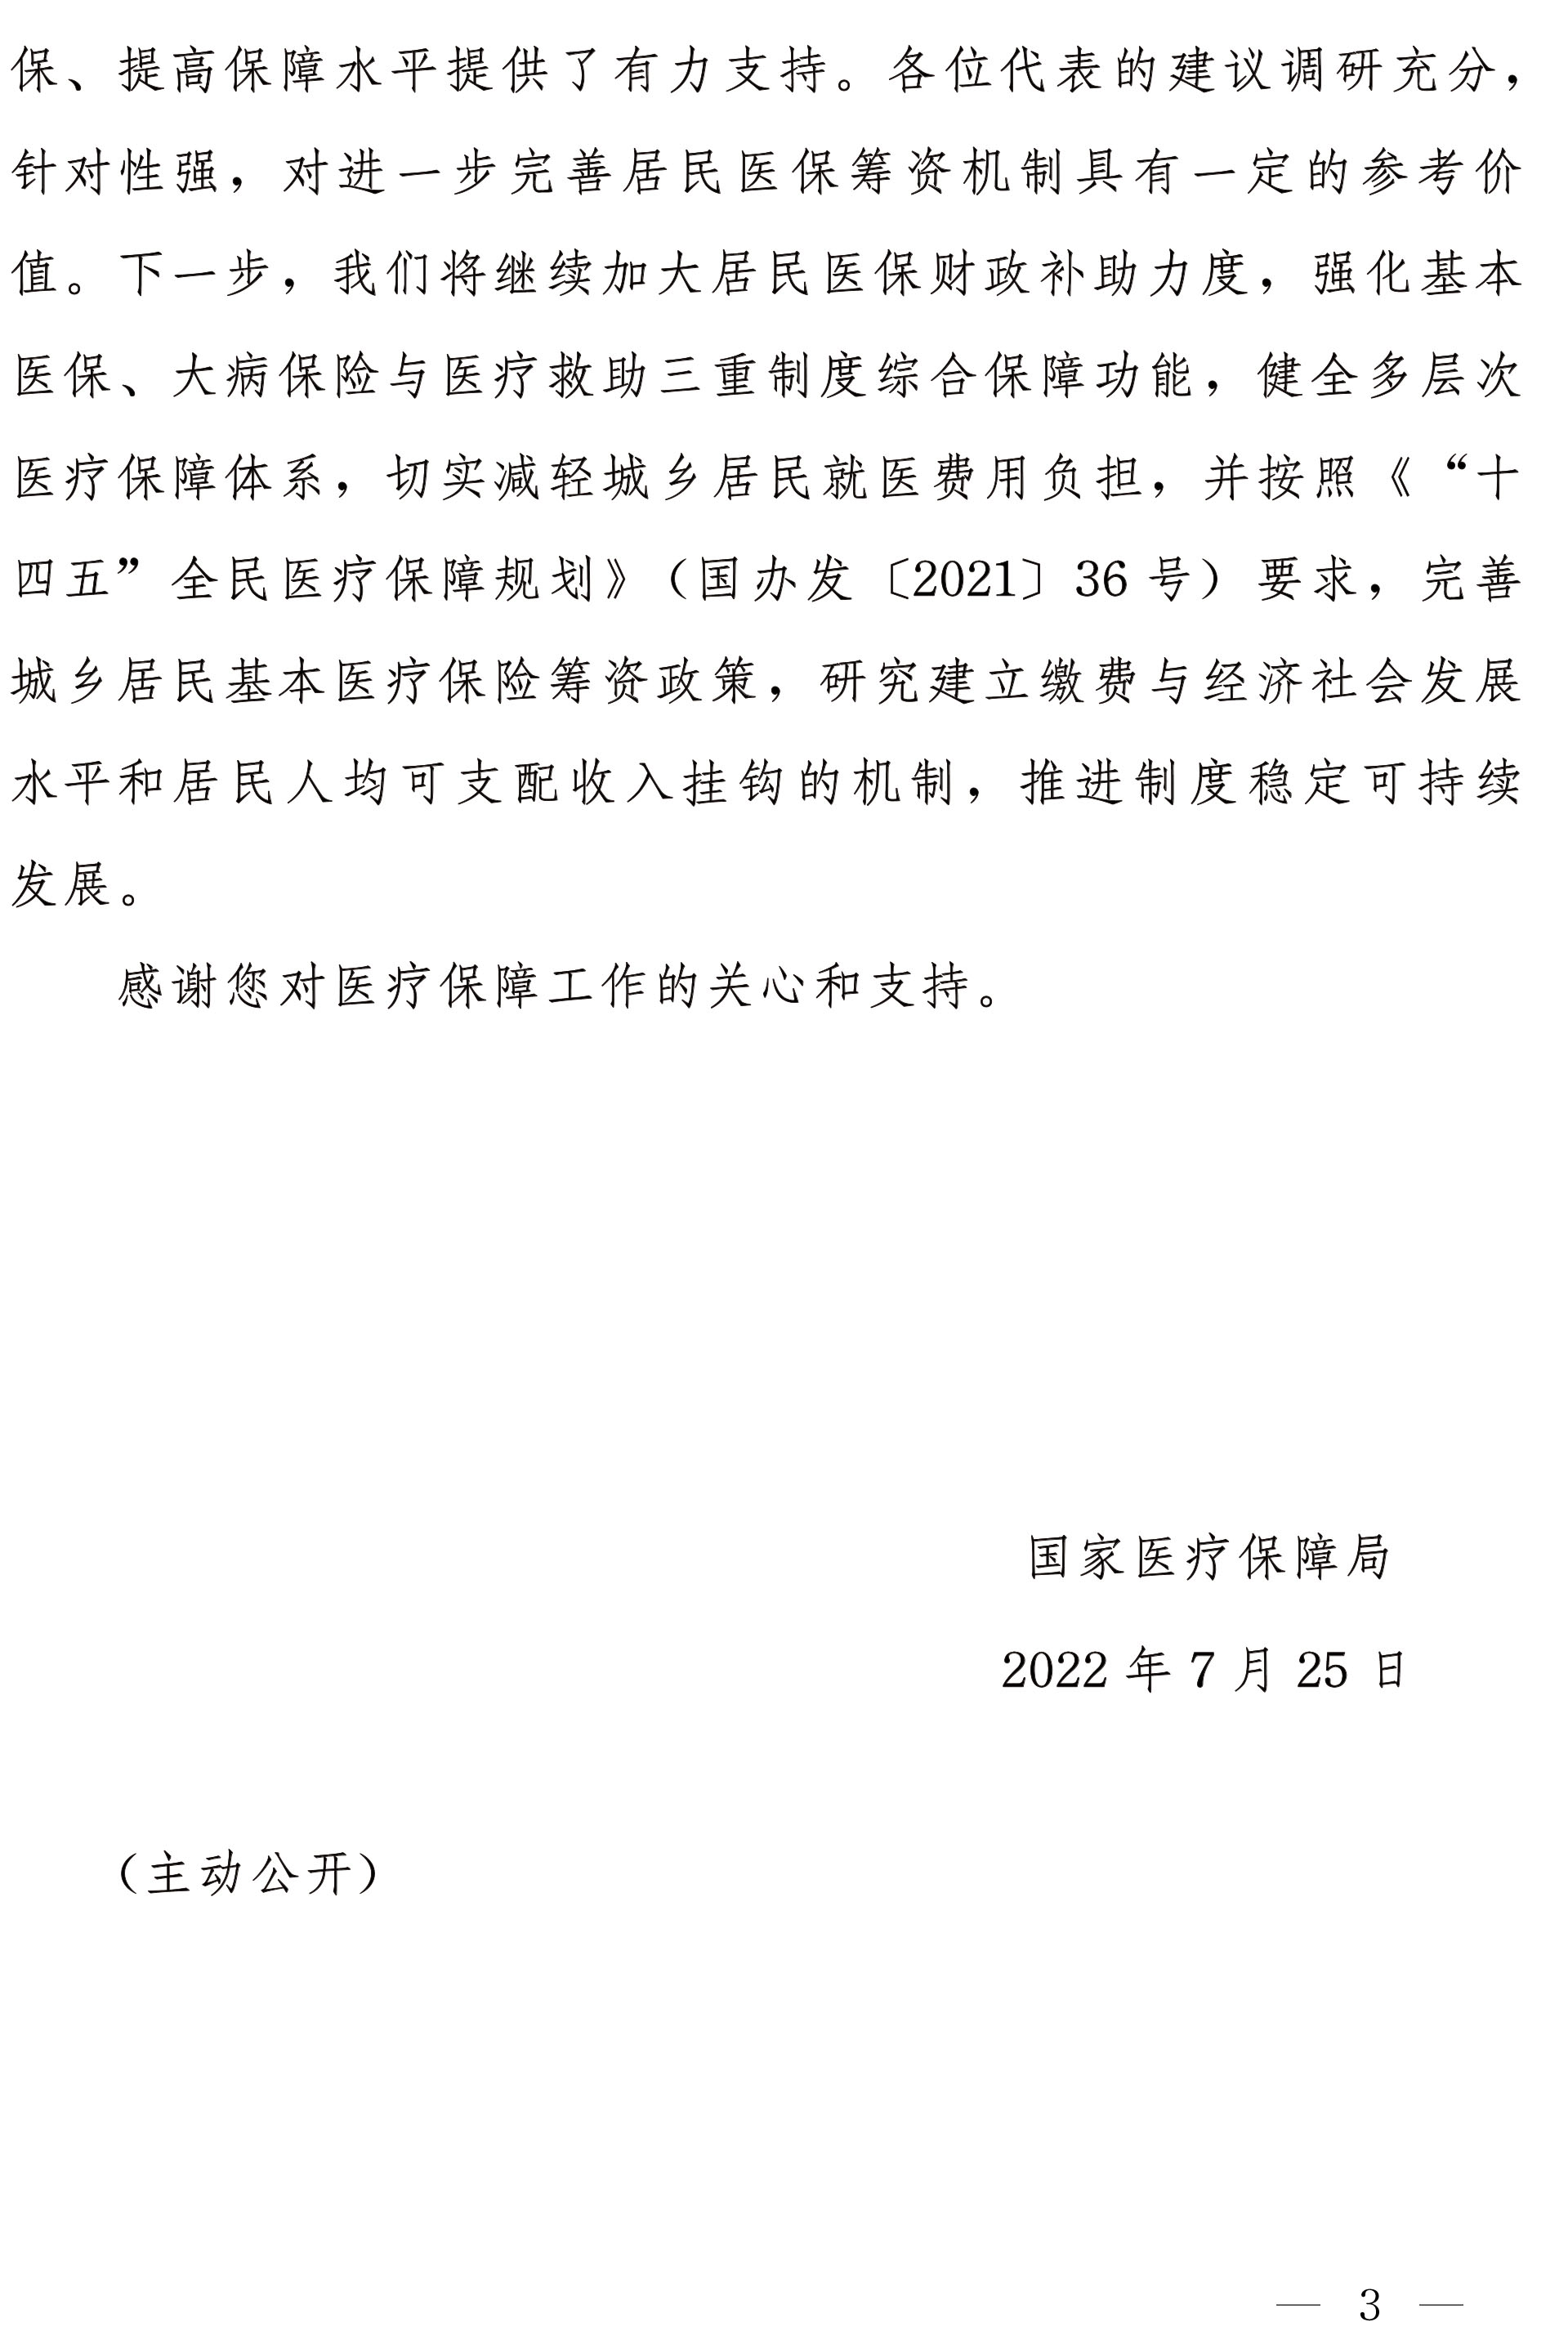 保、提高保障水平提供了有力支持。各位代表的建议调研充分，
针对性强，对进一步完善居民医保筹资机制具有一定的参考价
值。下一步，我们将继续加大居民医保财政补助力度，强化基本
医保、大病保险与医疗救助三重制度综合保障功能，健全多层次
医疗保障体系，切实减轻城乡居民就医费用负担，并按照《“十
四五”全民医疗保障规划》（国办发〔2021〕36 号）要求，完善
城乡居民基本医疗保险筹资政策，研究建立缴费与经济社会发展
水平和居民人均可支配收入挂钩的机制，推进制度稳定可持续
发展。
感谢您对医疗保障工作的关心和支持。
国家医疗保障局
2022 年 7 月 25 日
（主动公开）
— 3 —